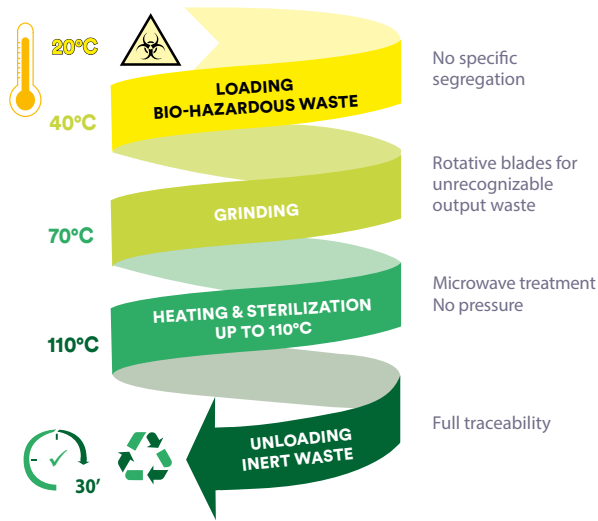 20°C
LOADING
BIO-HAZARDOUS WASTE
No specific
segregation
40°C
GRINDING
Rotative blades for
unrecognizable
output waste
70°C
HEATING & STERILIZATION
UP TO 110°C
Microwave treatment
No pressure
110°C
UNLOADING
INERT WASTE
Full traceability
30’